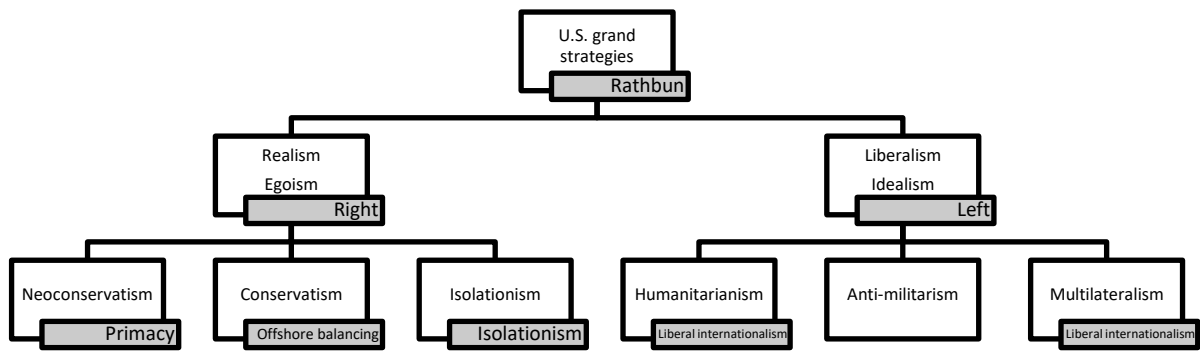 U.S. grand
strategies
Rathbun
Realism
Egoism
Right
Liberalism
Idealism
Left
Neoconservatism
Primacy
Conservatism
Offshore balancing
Isolationism
Isolationism
Humanitarianism
Liberal internationalism
Anti-militarism
Multilateralism
Liberal internationalism